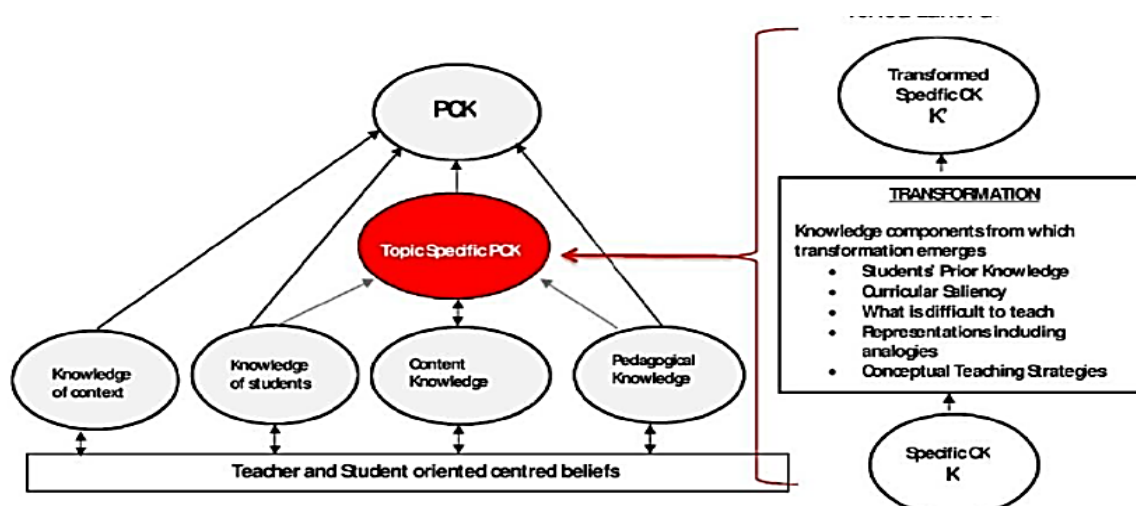 PCK
Topic Specific PCK
Knowledge
of context
Knowledge
of students
Content
Knowledge
Pedagogical
Knowledge
Teacher and Student oriented centred beliefs
Transformed
Specific CK
K'
TRANSFORMATION
Knowledge components from which
transformation emerges
• Students' Prior Knowledge
• Curricular Saliency
• What is difficult to teach
• Representations including
analogies
• Conceptual Teaching Strategies
Specific CK
K